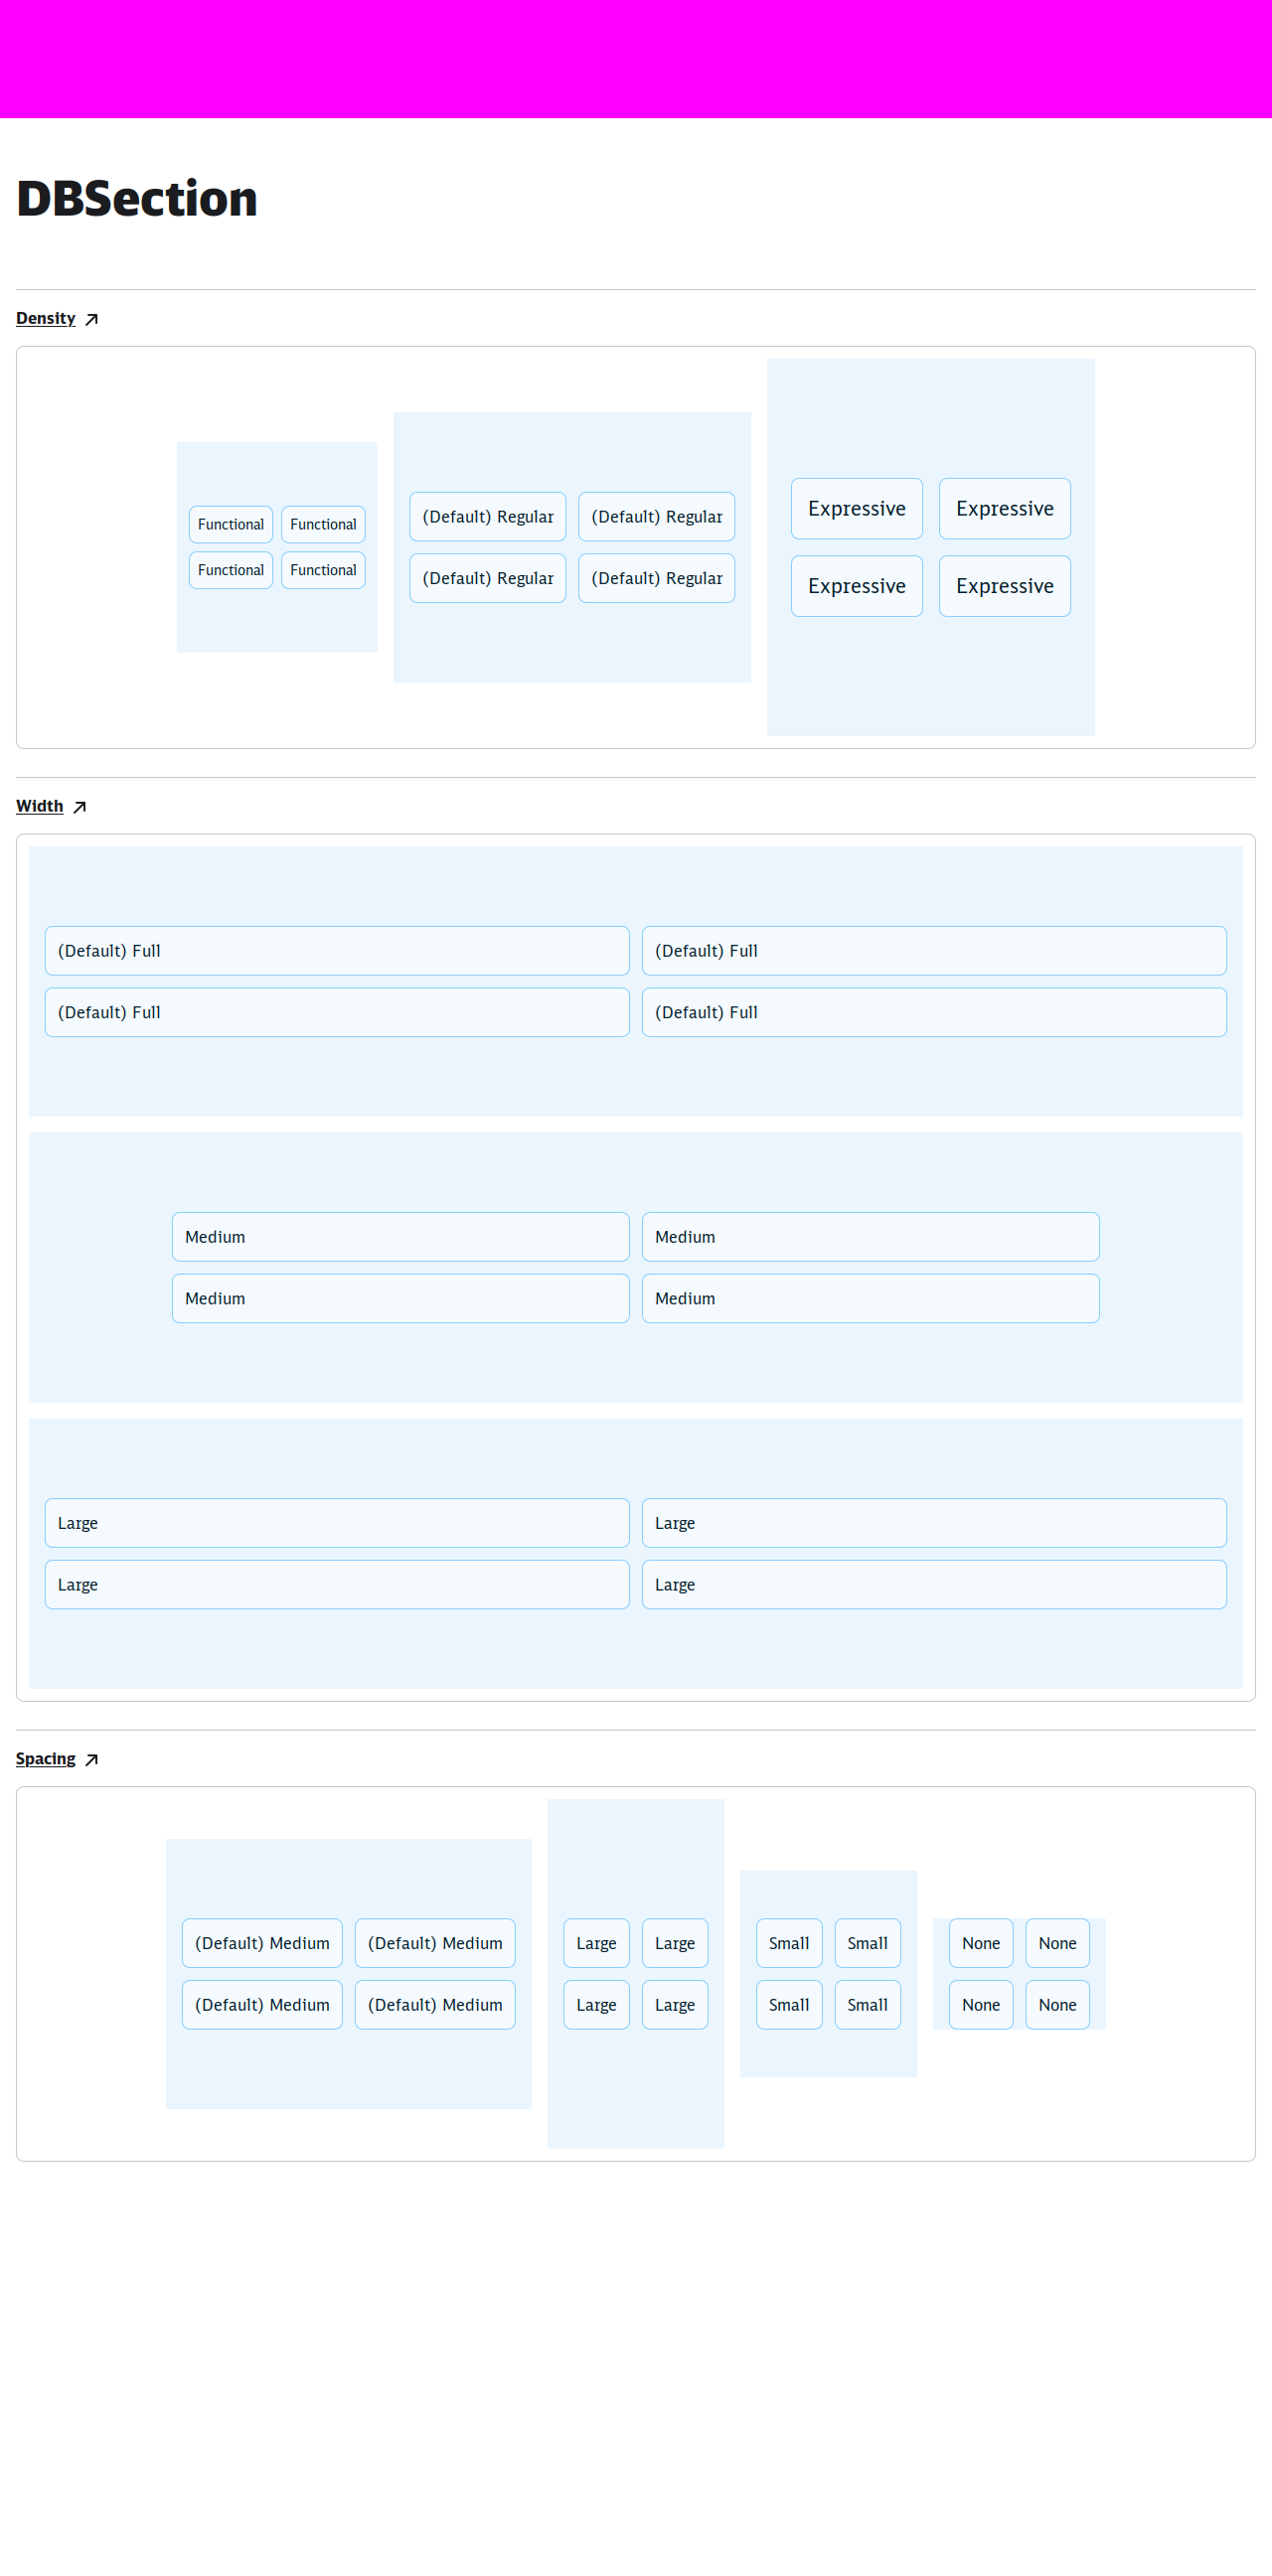 DBSection
Density
Functional Functional
Functional Functional
(Default) Regular (Default) Regular
(Default) Regular (Default) Regular
Expressive Expressive
Expressive Expressive
Width
(Default) Full (Default) Full
(Default) Full (Default) Full
Medium Medium
Medium Medium
Large Large
Large Large
Spacing
(Default) Medium (Default) Medium
(Default) Medium (Default) Medium
Large Large
Large Large
Small Small
Small Small
None None
None None